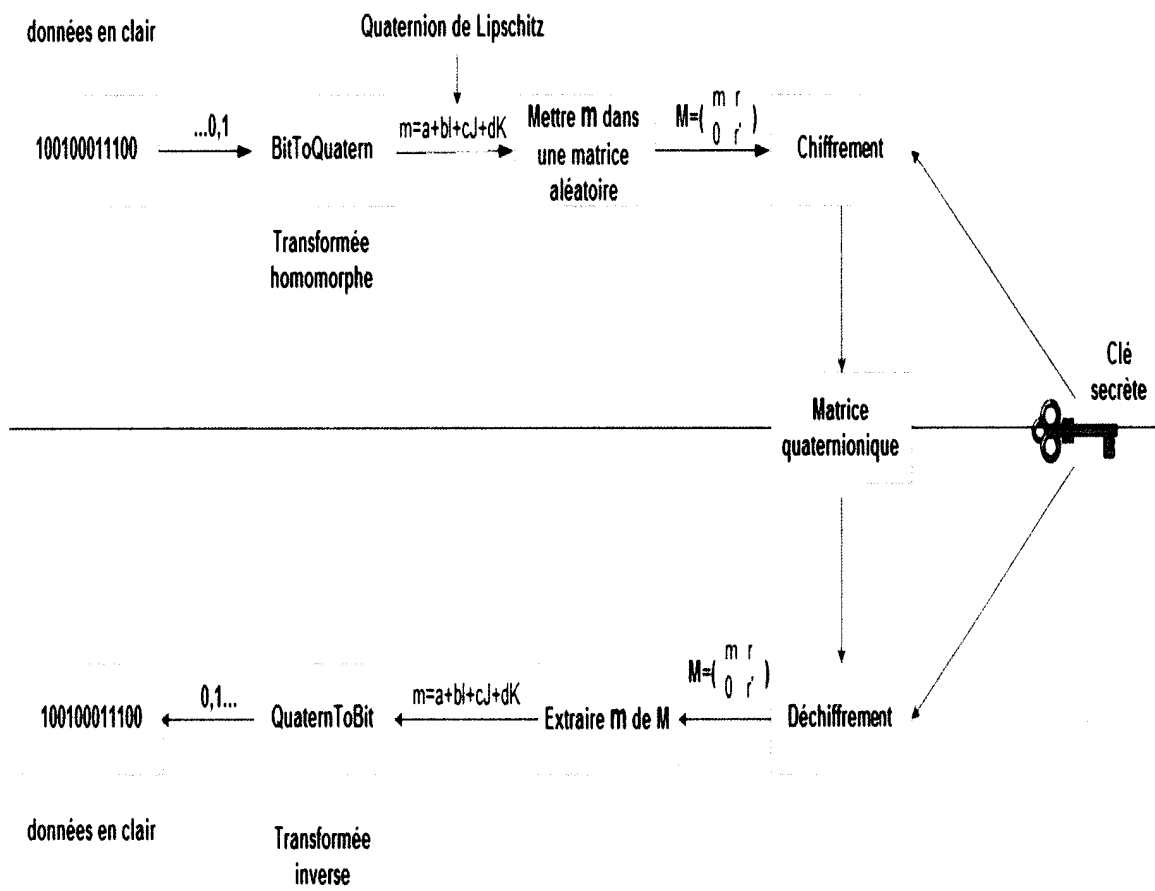 données en clair
Quaternion de Lipschitz
100100011100
...0,1
BitToQuatern
m=a+bI+cJ+dK
Mettre m dans
une matrice
aléatoire
M=( m r
0 r' )
Chiffrement
Transformée
homomorphe
Clé
secrète
Matrice
quaternionique
100100011100
0,1...
QuaternToBit
m=a+bI+cJ+dK
Extraire m de M
M=( m r
0 r' )
Déchiffrement
données en clair
Transformée
inverse